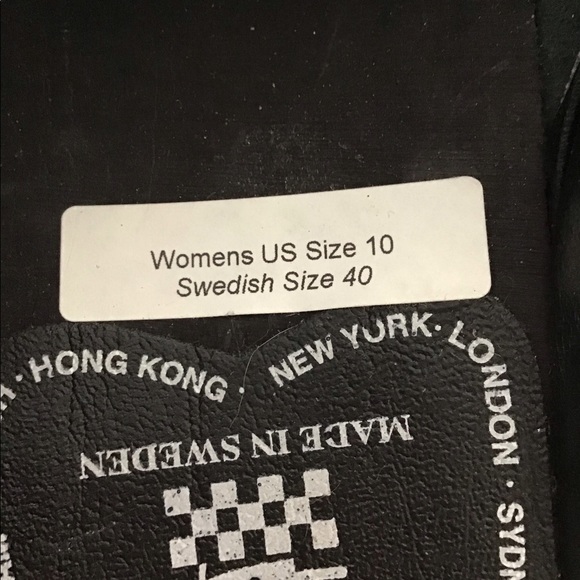 Womens US Size 10
Swedish Size 40
· HONG KONG · NEW YORK · LONDON ·
MADE IN SWEDEN